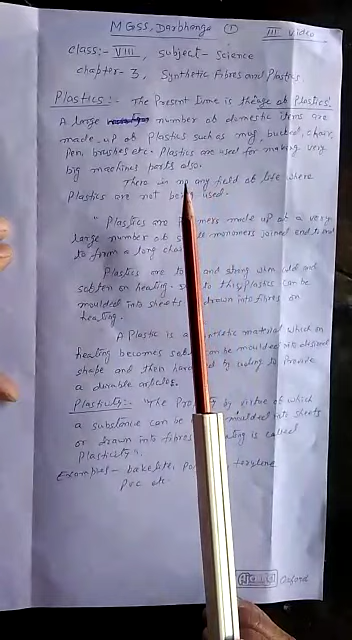 MGSS, Darbhanga ① III video
Class:- VIII, Subject- Science
Chapter- 3, Synthetic Fibres and Plastics
Plastics:- The Present time is the age of Plastics.
A large number of domestic items are
made up of Plastics such as mug, bucket, chair,
Pen, brushes etc. Plastics are used for making very
big machines parts also.
There is no any field of life where
Plastics are not being used.
" Plastics are made up of a very
large number of monomers joined end to end
to form a long
Plastics are and strong when cold and
soften on heating. to this, Plastics can be
moulded into sheets drawn into fibres on
heating.
A Plastic is a material which on
heating becomes can be moulded into desired
shape and then by cooling to Provide
a durable articles.
Plasticity:- "The by virtue of which
a substance can be moulded into sheets
or drawn into fibres is called
Plasticity".
Examples- bakelite, terylene
PVC etc.
Oxford